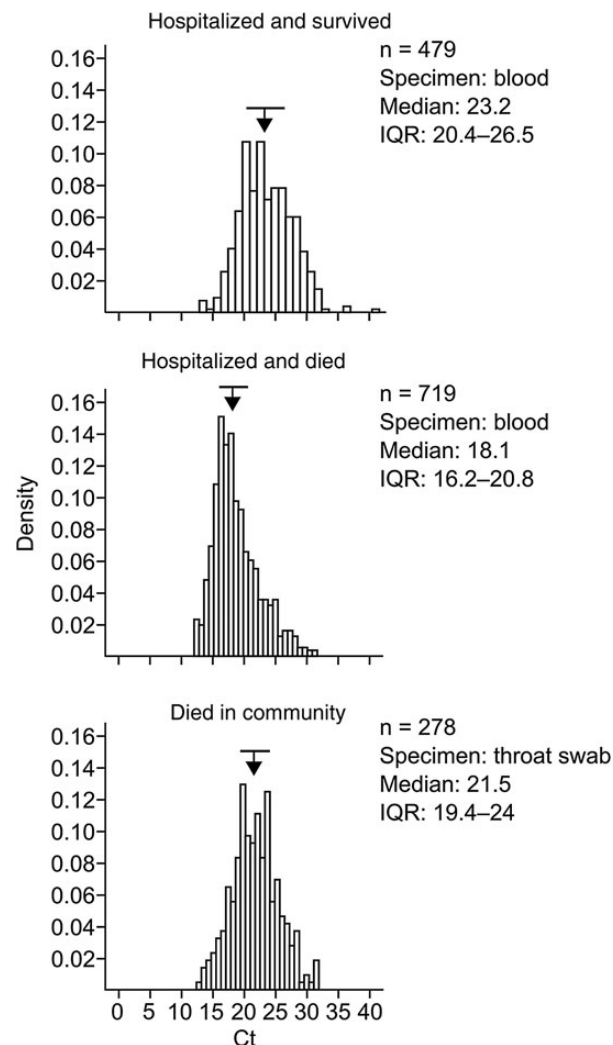 Hospitalized and survived
n = 479
Specimen: blood
Median: 23.2
IQR: 20.4–26.5
0.16
0.14
0.12
0.10
0.08
0.06
0.04
0.02
Hospitalized and died
n = 719
Specimen: blood
Median: 18.1
IQR: 16.2–20.8
0.16
0.14
0.12
0.10
0.08
0.06
0.04
0.02
Density
Died in community
n = 278
Specimen: throat swab
Median: 21.5
IQR: 19.4–24
0.16
0.14
0.12
0.10
0.08
0.06
0.04
0.02
0 5 10 15 20 25 30 35 40
Ct